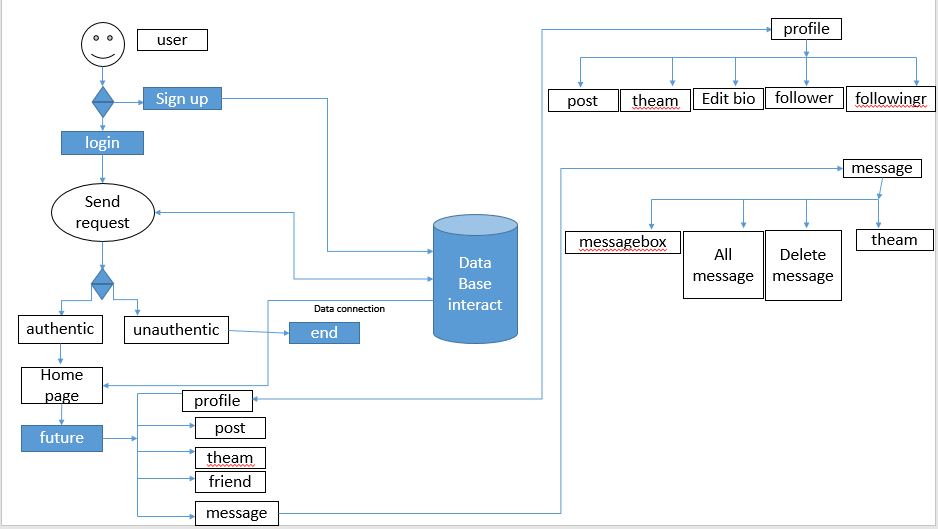 user
Sign up
login
Send
request
authentic
unauthentic
end
Home
page
future
profile
post
theam
friend
message
Data
Base
interact
Data connection
profile
post
theam
Edit bio
follower
followingr
message
messagebox
All
message
Delete
message
theam